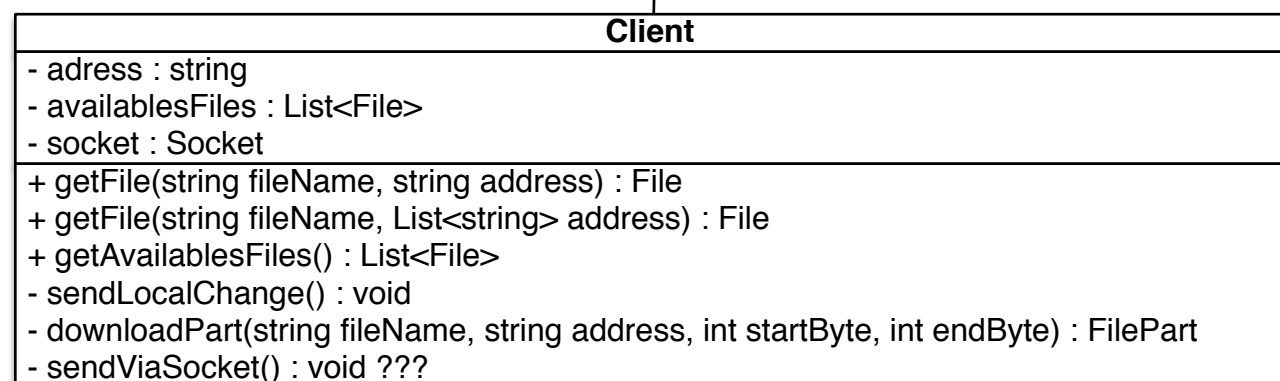 Client
- adress : string
- availablesFiles : List<File>
- socket : Socket
+ getFile(string fileName, string address) : File
+ getFile(string fileName, List<string> address) : File
+ getAvailablesFiles() : List<File>
- sendLocalChange() : void
- downloadPart(string fileName, string address, int startByte, int endByte) : FilePart
- sendViaSocket() : void ???